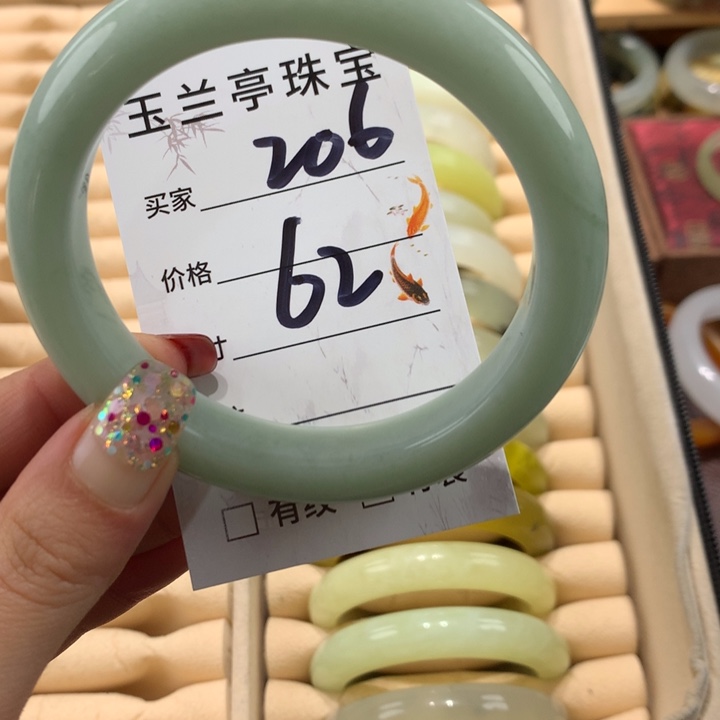 玉兰亭珠宝
买家 206
价格 62
寸
有纹